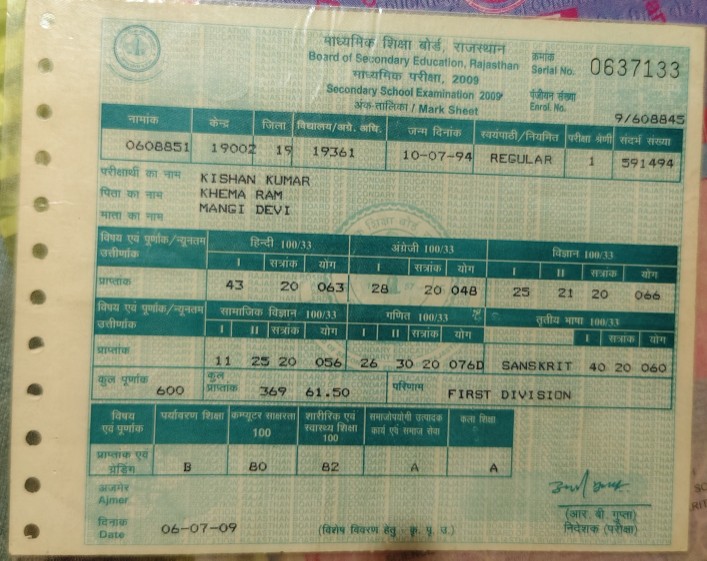 माध्यमिक शिक्षा बोर्ड, राजस्थान
Board of Secondary Education, Rajasthan
माध्यमिक परीक्षा, 2009
Secondary School Examination 2009
अंक-तालिका / Mark Sheet
क्रमांक
Serial No. 0637133
पंजीयन संख्या
Enrol. No.
9/608845
नामांक केन्द्र जिला विद्यालय/अग्रे. अधि. जन्म दिनांक स्वयंपाठी/नियमित परीक्षा श्रेणी संदर्भ संख्या
0608851 19002 19 19361 10-07-94 REGULAR 1 591494
परीक्षार्थी का नाम KISHAN KUMAR
पिता का नाम KHEMA RAM
माता का नाम MANGI DEVI
विषय एवं पूर्णांक/न्यूनतम उत्तीर्णांक हिन्दी 100/33 अंग्रेजी 100/33 विज्ञान 100/33
I सत्रांक योग I सत्रांक योग I II सत्रांक योग
प्राप्तांक 43 20 063 28 20 048 25 21 20 066
विषय एवं पूर्णांक/न्यूनतम उत्तीर्णांक सामाजिक विज्ञान 100/33 गणित 100/33 तृतीय भाषा 100/33
I II सत्रांक योग I II सत्रांक योग I सत्रांक योग
प्राप्तांक 11 25 20 056 26 30 20 076D SANSKRIT 40 20 060
कुल पूर्णांक 600 कुल प्राप्तांक 369 61.50 परिणाम FIRST DIVISION
विषय एवं पूर्णांक पर्यावरण शिक्षा कम्प्यूटर साक्षरता 100 शारीरिक एवं स्वास्थ्य शिक्षा 100 समाजोपयोगी उत्पादक कार्य एवं समाज सेवा कला शिक्षा
प्राप्तांक एवं ग्रेडिंग B 80 82 A A
अजमेर
Ajmer
दिनांक
Date 06-07-09
(विशेष विवरण हेतु - कृ. पृ. उ.)
(आर. बी. गुप्ता)
निदेशक (परीक्षा)